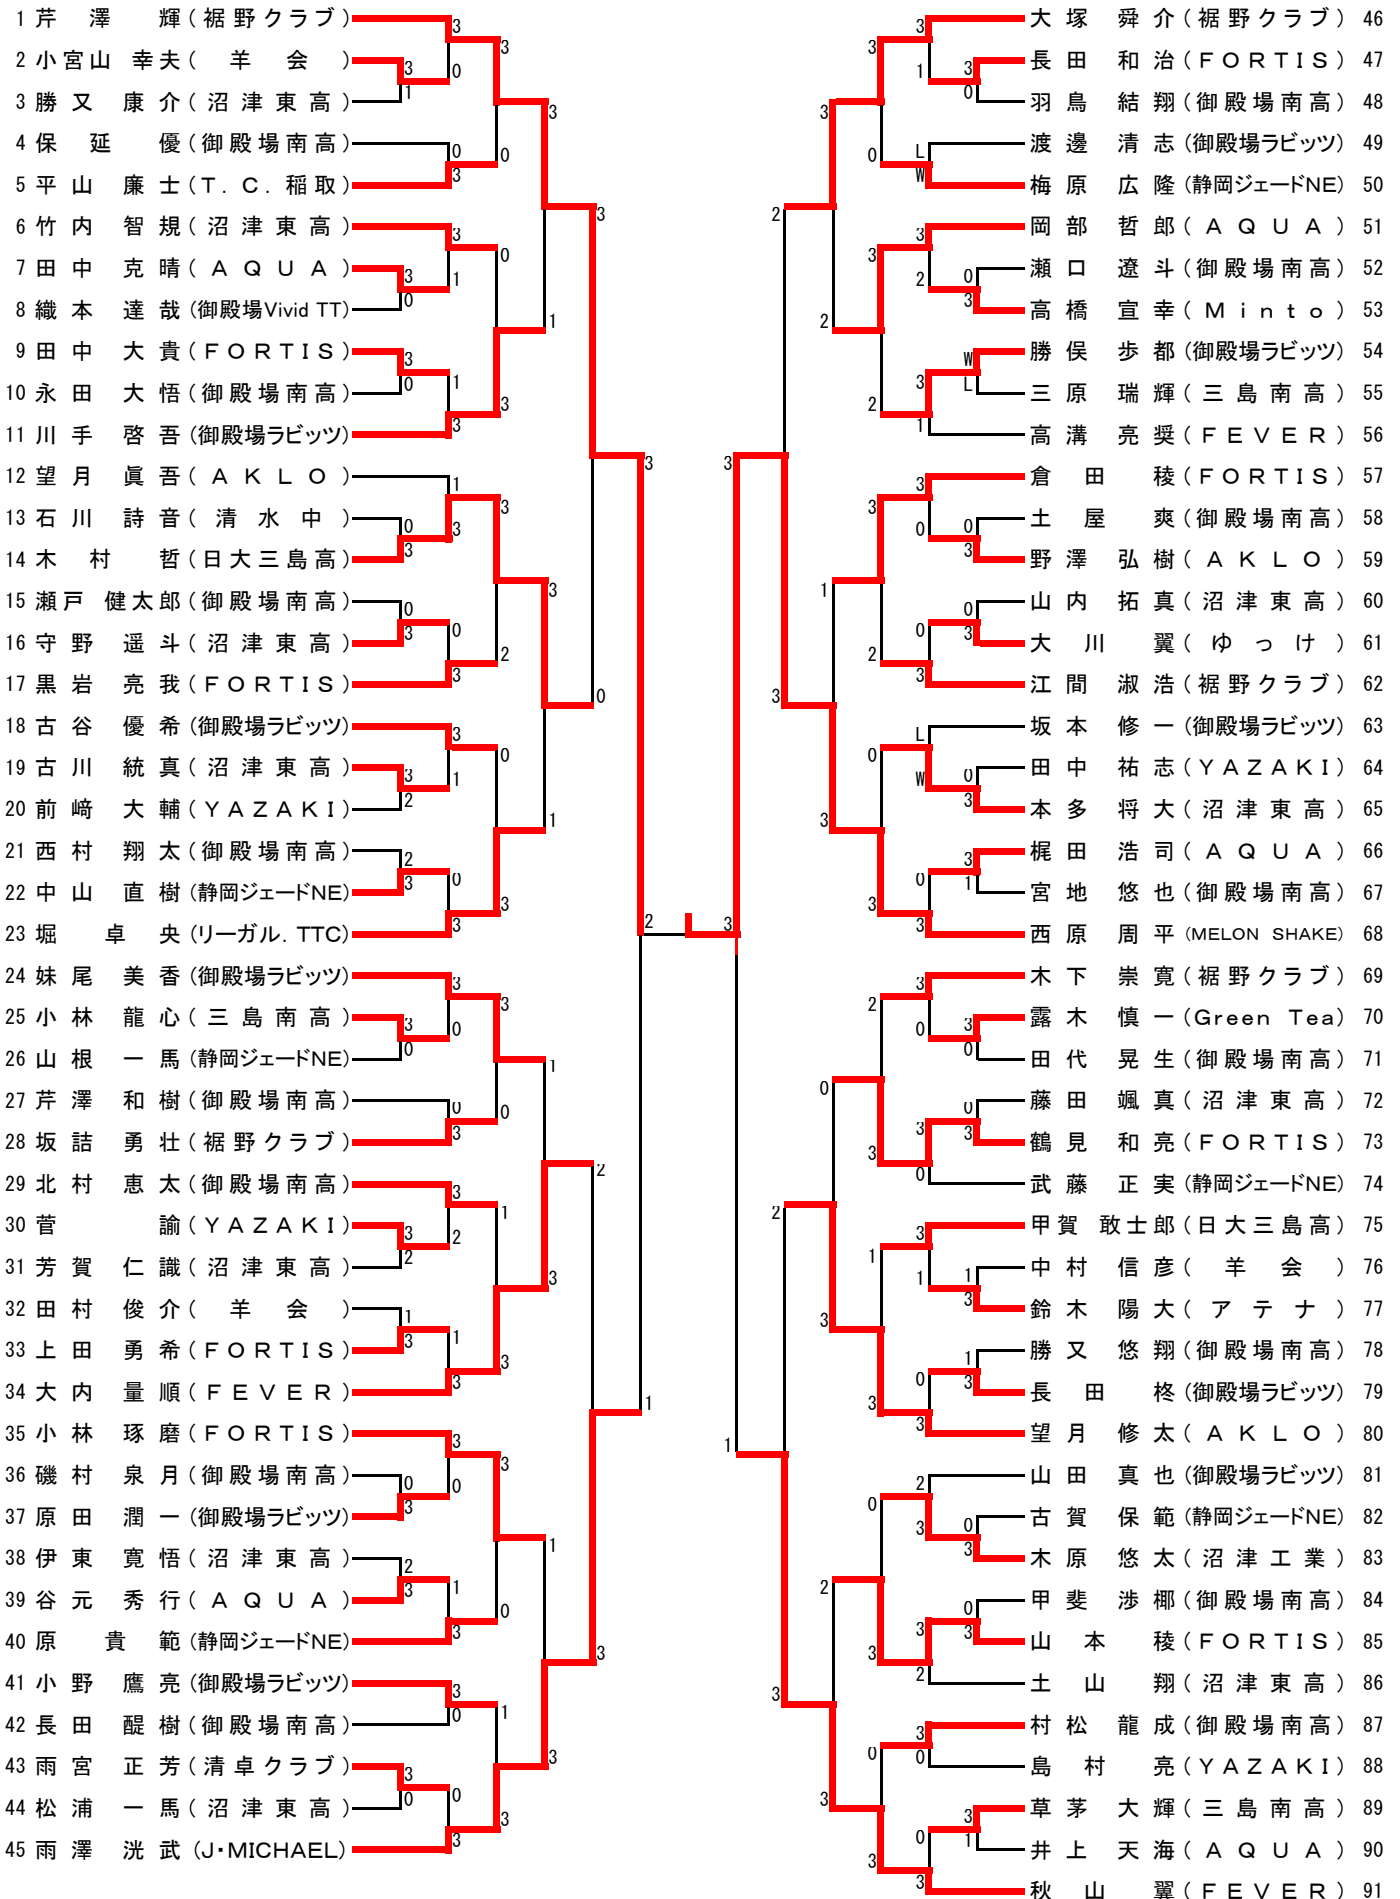 1 芹澤 輝 (裾野クラブ)
2 小宮山 幸夫 (羊会)
3 勝又 康介 (沼津東高)
4 保延 優 (御殿場南高)
5 平山 廉士 (T.C.稲取)
6 竹内 智規 (沼津東高)
7 田中 克晴 (AQUA)
8 織本 達哉 (御殿場Vivid TT)
9 田中 大貴 (FORTIS)
10 永田 大悟 (御殿場南高)
11 川手 啓吾 (御殿場ラビッツ)
12 望月 眞吾 (AKLO)
13 石川 詩音 (清水中)
14 木村 哲 (日大三島高)
15 瀬戸 健太郎 (御殿場南高)
16 守野 遥斗 (沼津東高)
17 黒岩 亮我 (FORTIS)
18 古谷 優希 (御殿場ラビッツ)
19 古川 統真 (沼津東高)
20 前﨑 大輔 (YAZAKI)
21 西村 翔太 (御殿場南高)
22 中山 直樹 (静岡ジェードNE)
23 堀 卓央 (リーガル.TTC)
24 妹尾 美香 (御殿場ラビッツ)
25 小林 龍心 (三島南高)
26 山根 一馬 (静岡ジェードNE)
27 芹澤 和樹 (御殿場南高)
28 坂詰 勇壮 (裾野クラブ)
29 北村 恵太 (御殿場南高)
30 菅 諭 (YAZAKI)
31 芳賀 仁識 (沼津東高)
32 田村 俊介 (羊会)
33 上田 勇希 (FORTIS)
34 大内 量順 (FEVER)
35 小林 琢磨 (FORTIS)
36 磯村 泉月 (御殿場南高)
37 原田 潤一 (御殿場ラビッツ)
38 伊東 寛悟 (沼津東高)
39 谷元 秀行 (AQUA)
40 原 貴範 (静岡ジェードNE)
41 小野 鷹亮 (御殿場ラビッツ)
42 長田 醍樹 (御殿場南高)
43 雨宮 正芳 (清卓クラブ)
44 松浦 一馬 (沼津東高)
45 雨澤 洸武 (J・MICHAEL)
大塚 舜介 (裾野クラブ) 46
長田 和治 (FORTIS) 47
羽鳥 結翔 (御殿場南高) 48
渡邊 清志 (御殿場ラビッツ) 49
梅原 広隆 (静岡ジェードNE) 50
岡部 哲郎 (AQUA) 51
瀬口 遼斗 (御殿場南高) 52
高橋 宣幸 (Minto) 53
勝俣 歩都 (御殿場ラビッツ) 54
三原 瑞輝 (三島南高) 55
高溝 亮奨 (FEVER) 56
倉田 稜 (FORTIS) 57
土屋 爽 (御殿場南高) 58
野澤 弘樹 (AKLO) 59
山内 拓真 (沼津東高) 60
大川 翼 (ゆっけ) 61
江間 淑浩 (裾野クラブ) 62
坂本 修一 (御殿場ラビッツ) 63
田中 祐志 (YAZAKI) 64
本多 将大 (沼津東高) 65
梶田 浩司 (AQUA) 66
宮地 悠也 (御殿場南高) 67
西原 周平 (MELON SHAKE) 68
木下 崇寛 (裾野クラブ) 69
露木 慎一 (Green Tea) 70
田代 晃生 (御殿場南高) 71
藤田 颯真 (沼津東高) 72
鶴見 和亮 (FORTIS) 73
武藤 正実 (静岡ジェードNE) 74
甲賀 敢士郎 (日大三島高) 75
中村 信彦 (羊会) 76
鈴木 陽大 (アテナ) 77
勝又 悠翔 (御殿場南高) 78
長田 柊 (御殿場ラビッツ) 79
望月 修太 (AKLO) 80
山田 真也 (御殿場ラビッツ) 81
古賀 保範 (静岡ジェードNE) 82
木原 悠太 (沼津工業) 83
甲斐 渉椰 (御殿場南高) 84
山本 稜 (FORTIS) 85
土山 翔 (沼津東高) 86
村松 龍成 (御殿場南高) 87
島村 亮 (YAZAKI) 88
草茅 大輝 (三島南高) 89
井上 天海 (AQUA) 90
秋山 翼 (FEVER) 91